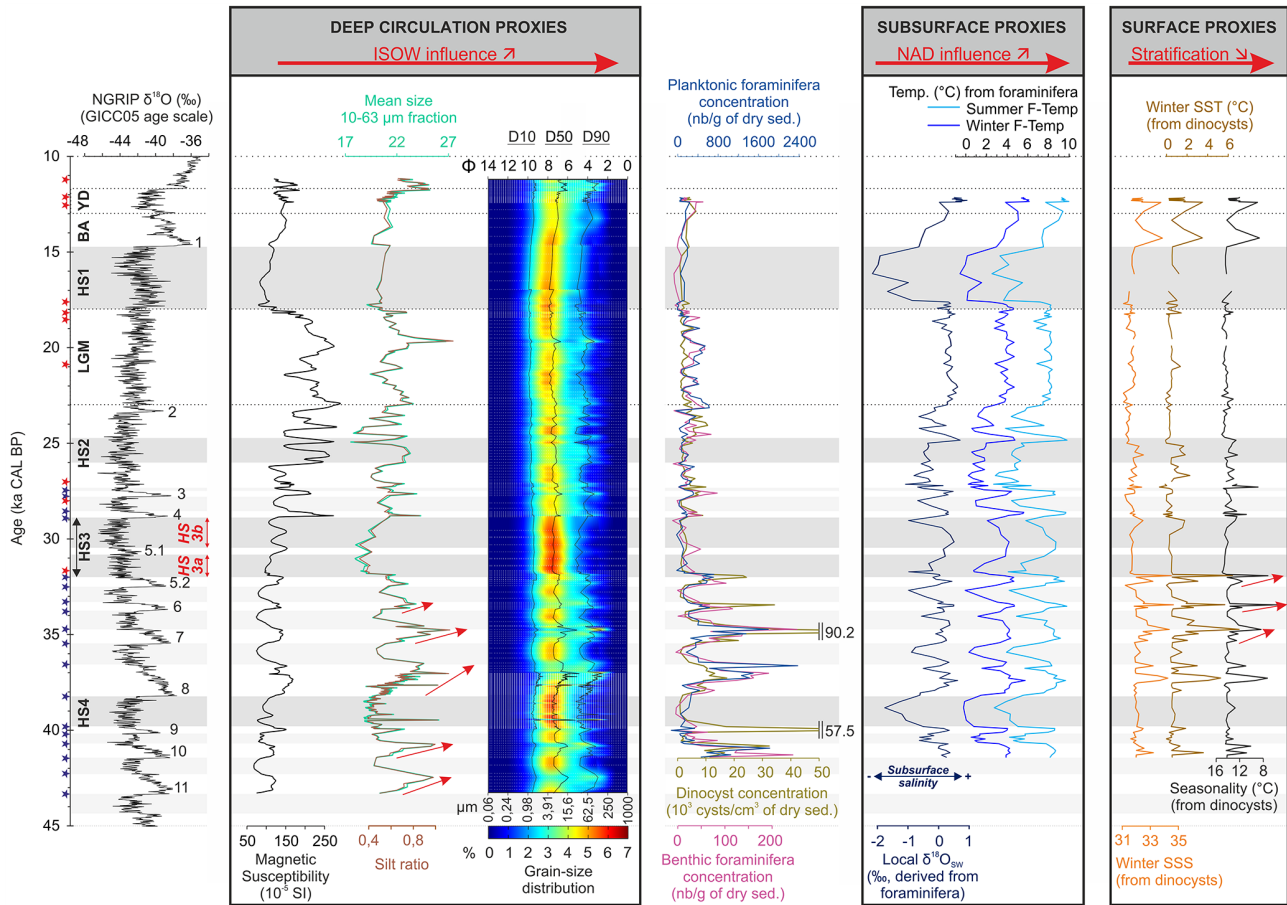 DEEP CIRCULATION PROXIES
ISOW influence ↗
SUBSURFACE PROXIES
NAD influence ↗
SURFACE PROXIES
Stratification ↘
NGRIP δ¹⁸O (‰)
(GICC05 age scale)
-48 -44 -40 -36
Mean size
10-63 µm fraction
17 22 27
D10 D50 D90
Φ 14 12 10 8 6 4 2 0
Planktonic foraminifera
concentration
(nb/g of dry sed.)
0 800 1600 2400
Temp. (°C) from foraminifera
Summer F-Temp
Winter F-Temp
0 2 4 6 8 10
Winter SST (°C)
(from dinocysts)
0 2 4 6
Age (ka CAL BP)
10
15
20
25
30
35
40
45
YD
BA
HS1
LGM
HS2
HS3
HS4
HS
3b
HS
3a
1
2
3
4
5.1
5.2
6
7
8
9
10
11
90.2
57.5
50 150 250
Magnetic
Susceptibility
(10⁻⁵ SI)
0,4 0,8
Silt ratio
µm 0,06 0,24 0,98 3,91 15,6 62,5 250 1000
% 0 1 2 3 4 5 6 7
Grain-size
distribution
0 10 20 30 40 50
Dinocyst concentration
(10³ cysts/cm³ of dry sed.)
0 100 200
Benthic foraminifera
concentration
(nb/g of dry sed.)
- Subsurface +
salinity
-2 -1 0 1
Local δ¹⁸Osw
(‰, derived from
foraminifera)
16 12 8
Seasonality (°C)
(from dinocysts)
31 33 35
Winter SSS
(from dinocysts)